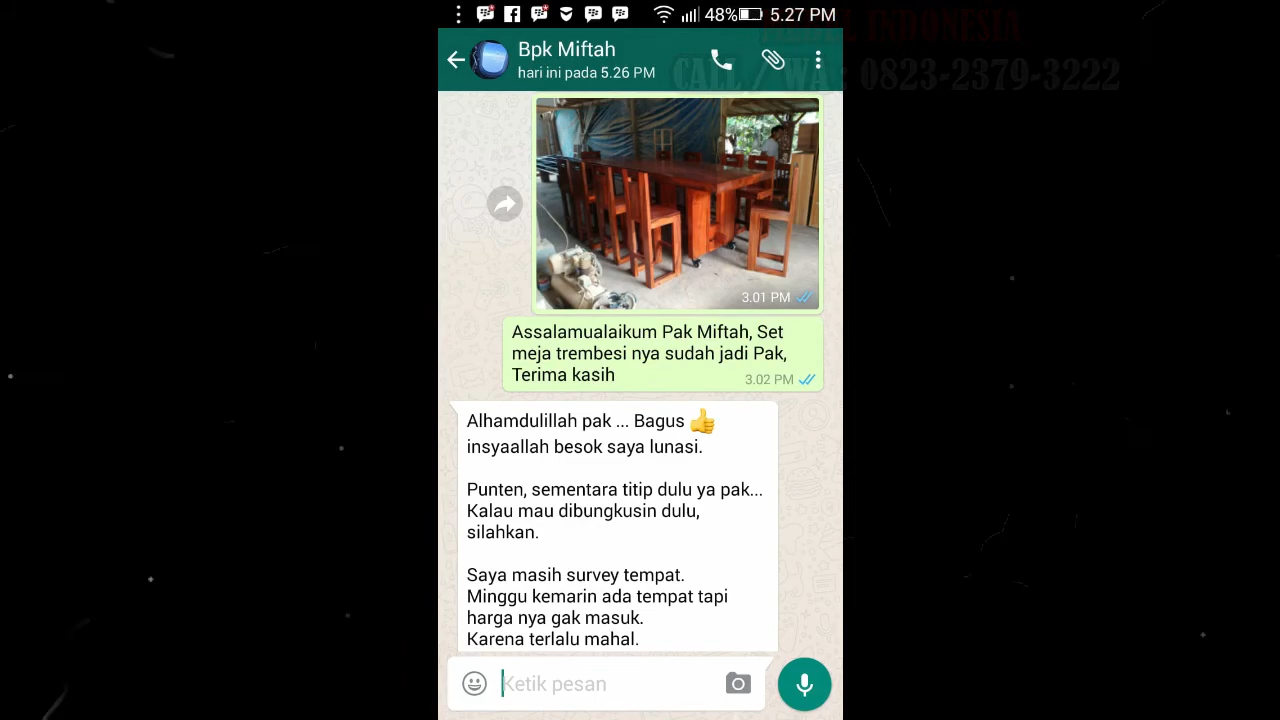 48% 5.27 PM
INDONESIA
Bpk Miftah
hari ini pada 5.26 PM
CALL / WA : 0823-2379-3222
3.01 PM
Assalamualaikum Pak Miftah, Set
meja trembesi nya sudah jadi Pak,
Terima kasih
3.02 PM
Alhamdulillah pak ... Bagus 👍
insyaallah besok saya lunasi.
Punten, sementara titip dulu ya pak...
Kalau mau dibungkusin dulu,
silahkan.
Saya masih survey tempat.
Minggu kemarin ada tempat tapi
harga nya gak masuk.
Karena terlalu mahal.
Ketik pesan